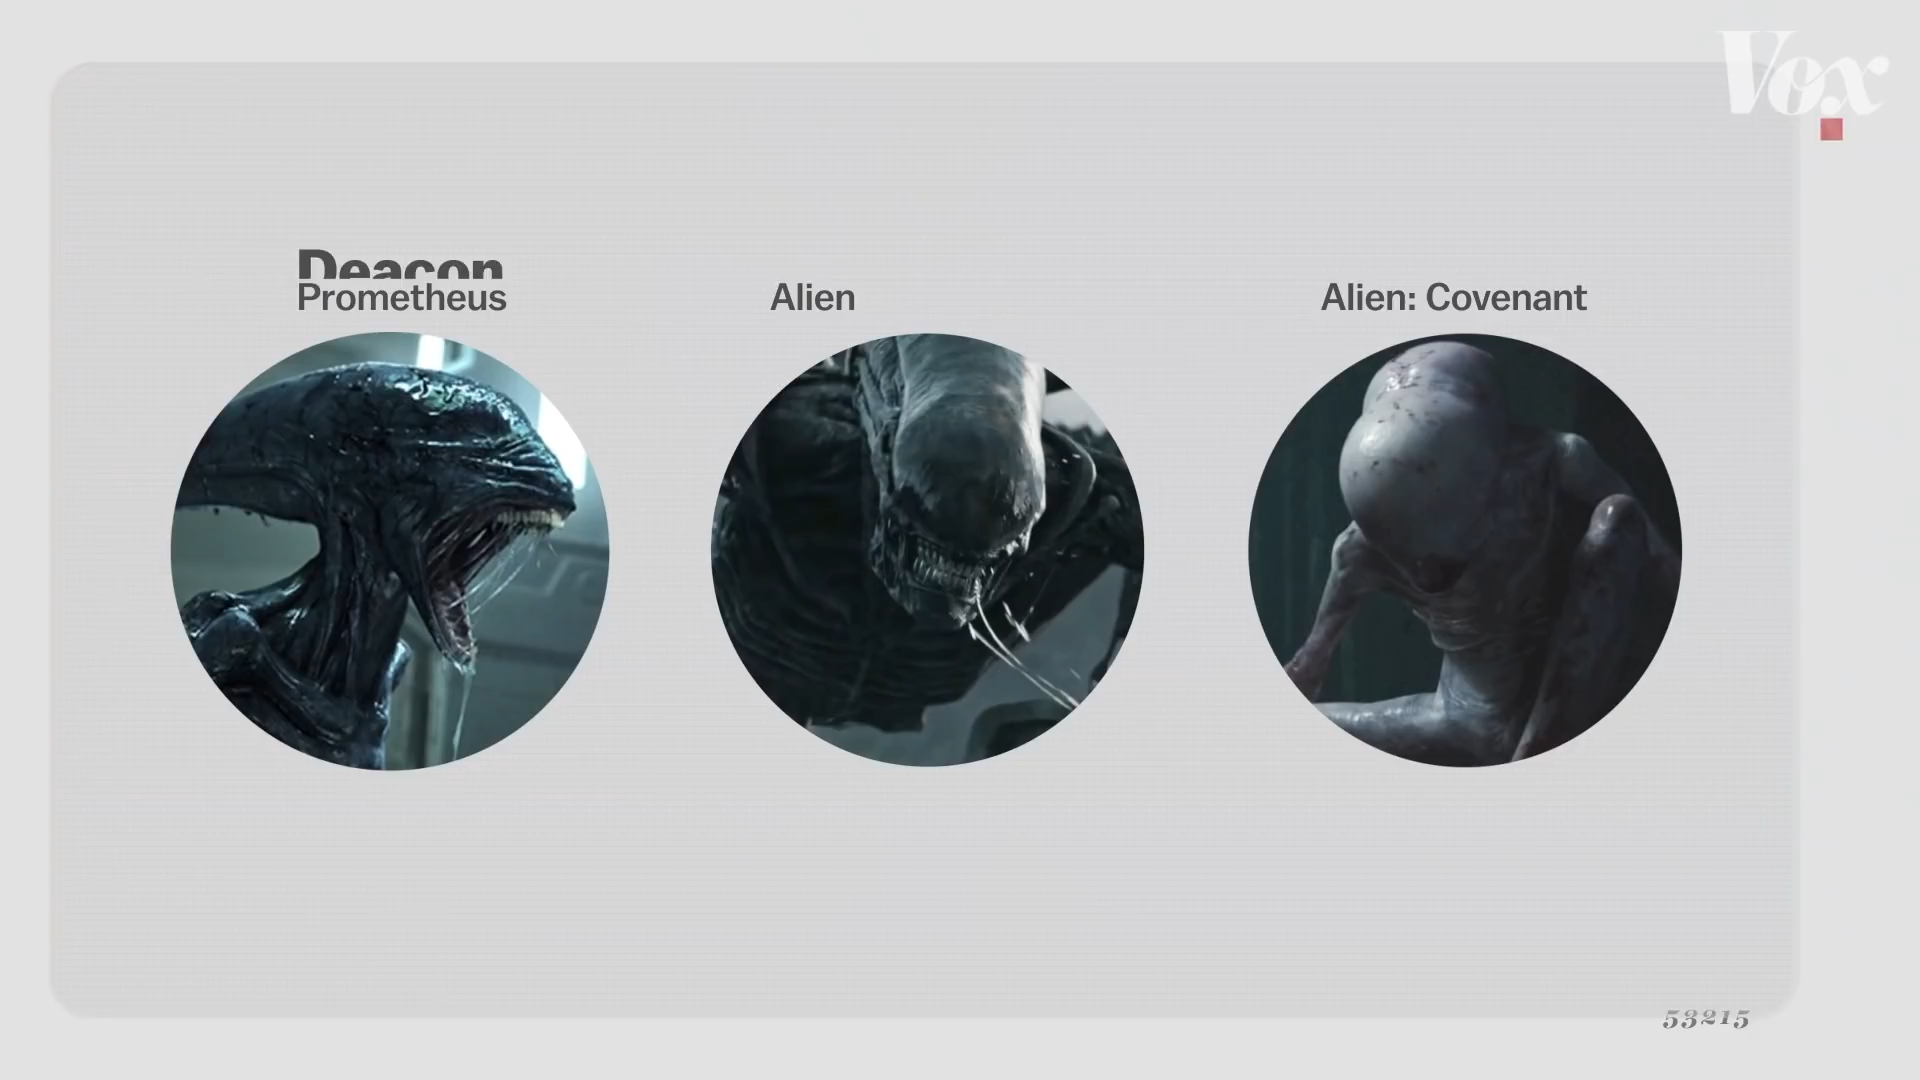 Vox
Deacon
Prometheus
Alien
Alien: Covenant
53215